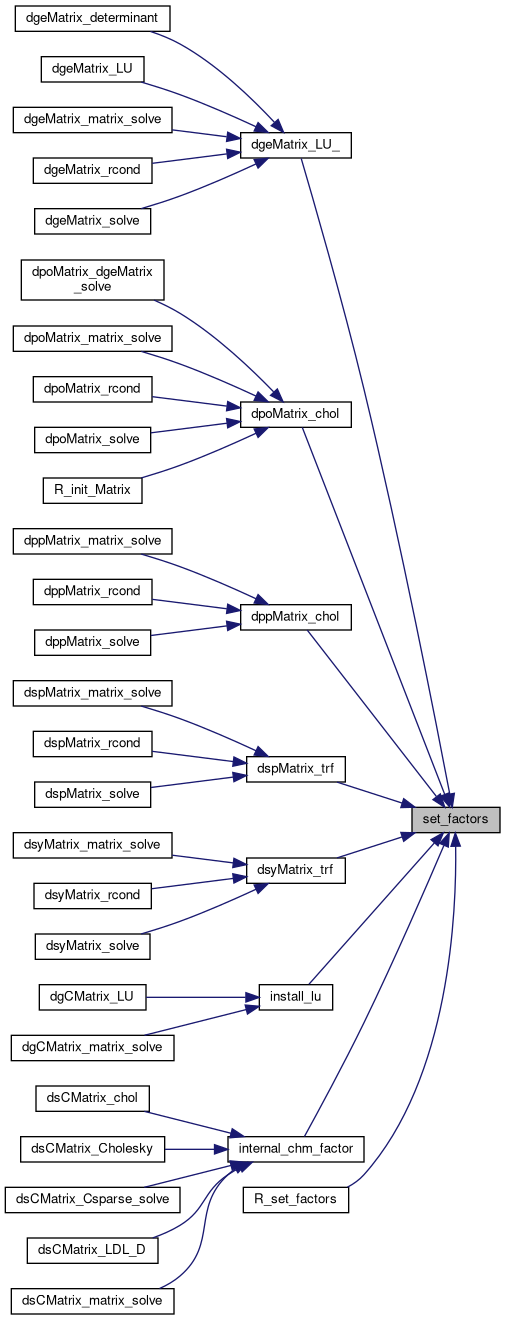 dgeMatrix_determinant
dgeMatrix_LU
dgeMatrix_matrix_solve
dgeMatrix_LU_
dgeMatrix_rcond
dgeMatrix_solve
dpoMatrix_dgeMatrix
_solve
dpoMatrix_matrix_solve
dpoMatrix_rcond
dpoMatrix_chol
dpoMatrix_solve
R_init_Matrix
dppMatrix_matrix_solve
dppMatrix_rcond
dppMatrix_chol
dppMatrix_solve
dspMatrix_matrix_solve
dspMatrix_rcond
dspMatrix_trf
dspMatrix_solve
set_factors
dsyMatrix_matrix_solve
dsyMatrix_trf
dsyMatrix_rcond
dsyMatrix_solve
dgCMatrix_LU
install_lu
dgCMatrix_matrix_solve
dsCMatrix_chol
dsCMatrix_Cholesky
internal_chm_factor
dsCMatrix_Csparse_solve
R_set_factors
dsCMatrix_LDL_D
dsCMatrix_matrix_solve